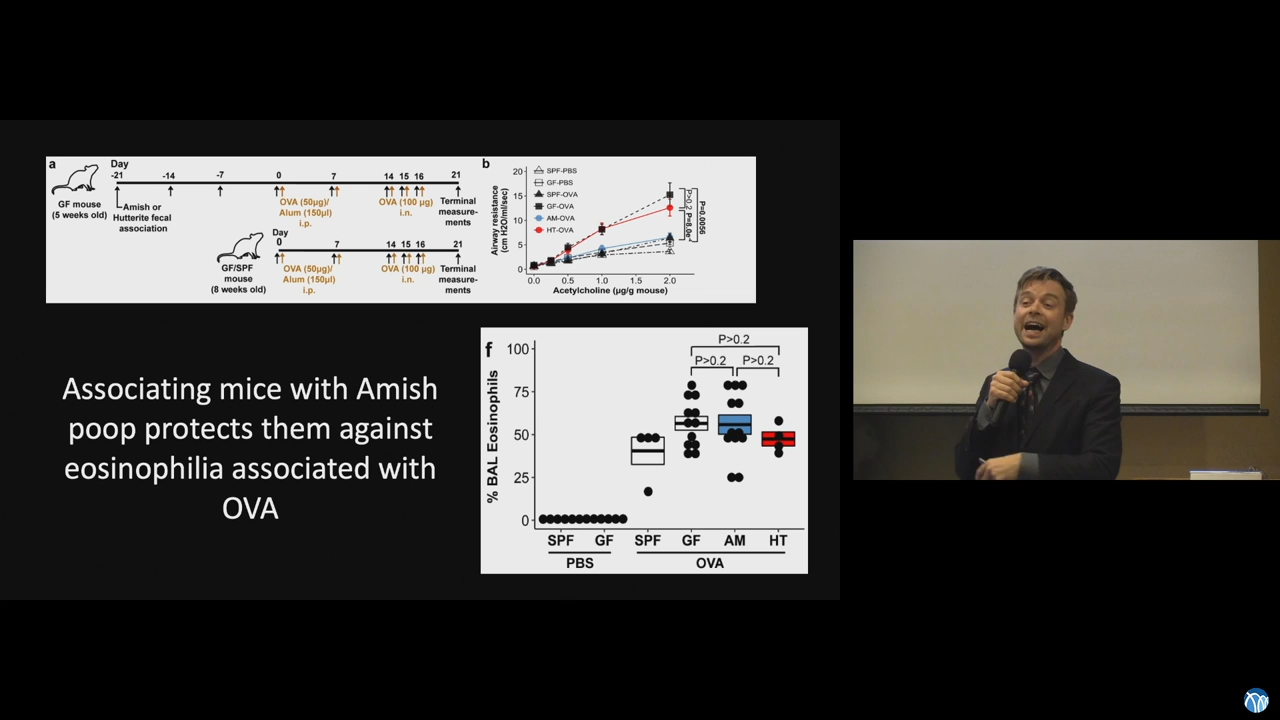 a
Day
-21 -14 -7 0 7 14 15 16 21
GF mouse
(5 weeks old)
Amish or
Hutterite fecal
association
OVA (50µg)/
Alum (150µl)
i.p.
OVA (100 µg)
i.n.
Terminal
measure-
ments
Day
0 7 14 15 16 21
GF/SPF
mouse
(8 weeks old)
OVA (50µg)/
Alum (150µl)
i.p.
OVA (100 µg)
i.n.
Terminal
measure-
ments
b
Airway resistance
(cm H2O/ml/sec)
20
15
10
5
0
SPF-PBS
GF-PBS
SPF-OVA
GF-OVA
AM-OVA
HT-OVA
P>0.2
P=0.0056
0.0 0.5 1.0 1.5 2.0
Acetylcholine (µg/g mouse)
Associating mice with Amish
poop protects them against
eosinophilia associated with
OVA
f
% BAL Eosinophils
100
75
50
25
0
P>0.2
P>0.2 P>0.2
SPF GF SPF GF AM HT
PBS OVA